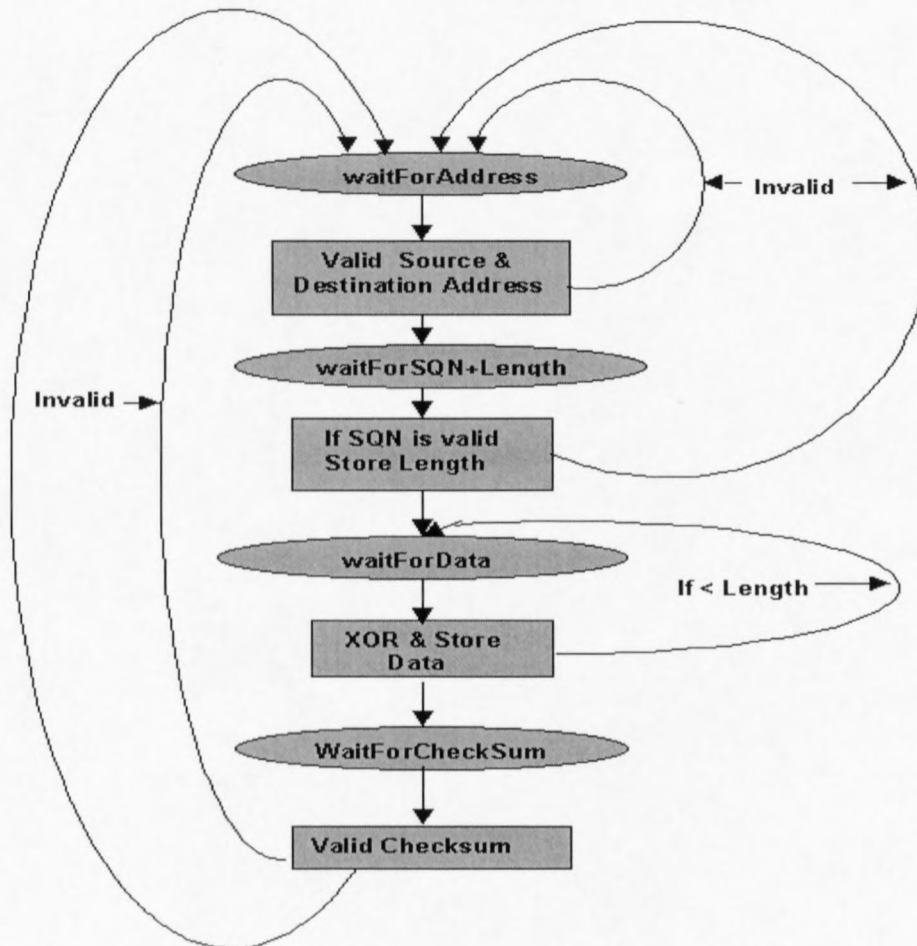 waitForAddress
Invalid
Valid Source &
Destination Address
waitForSQN+Length
Invalid
If SQN is valid
Store Length
waitForData
If < Length
XOR & Store
Data
WaitForCheckSum
Valid Checksum